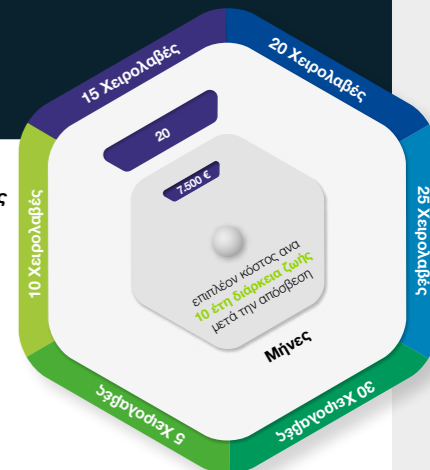 15 Χειρολαβές
20 Χειρολαβές
25 Χειρολαβές
30 Χειρολαβές
5 Χειρολαβές
10 Χειρολαβές
20
7.500 €
επιπλέον κόστος ανα
10 έτη διάρκεια ζωής
μετά την απόσβεση
Μήνες
ς